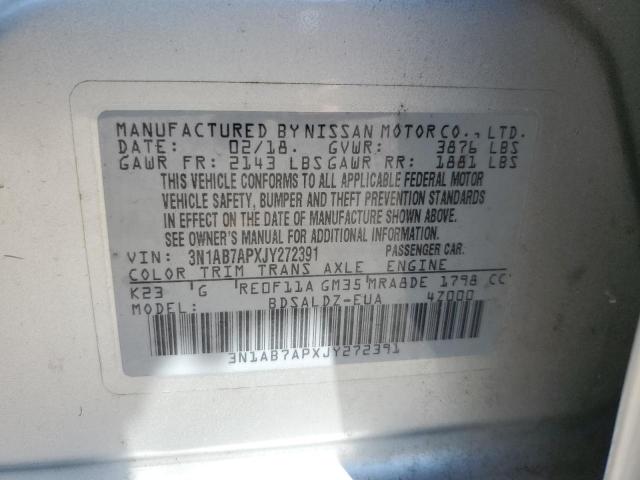 MANUFACTURED BY NISSAN MOTOR CO., LTD.
DATE: 02/18. GVWR: 3876 LBS
GAWR FR: 2143 LBS GAWR RR: 1881 LBS
THIS VEHICLE CONFORMS TO ALL APPLICABLE FEDERAL MOTOR
VEHICLE SAFETY, BUMPER AND THEFT PREVENTION STANDARDS
IN EFFECT ON THE DATE OF MANUFACTURE SHOWN ABOVE.
SEE OWNER'S MANUAL FOR ADDITIONAL INFORMATION.
VIN: 3N1AB7APXJY272391 PASSENGER CAR.
COLOR TRIM TRANS AXLE ENGINE
K23 'G RE0F11A GM35 MRA8DE 1798 CC
MODEL: BDSALDZ-EUA 47000
3N1AB7APXJY272391